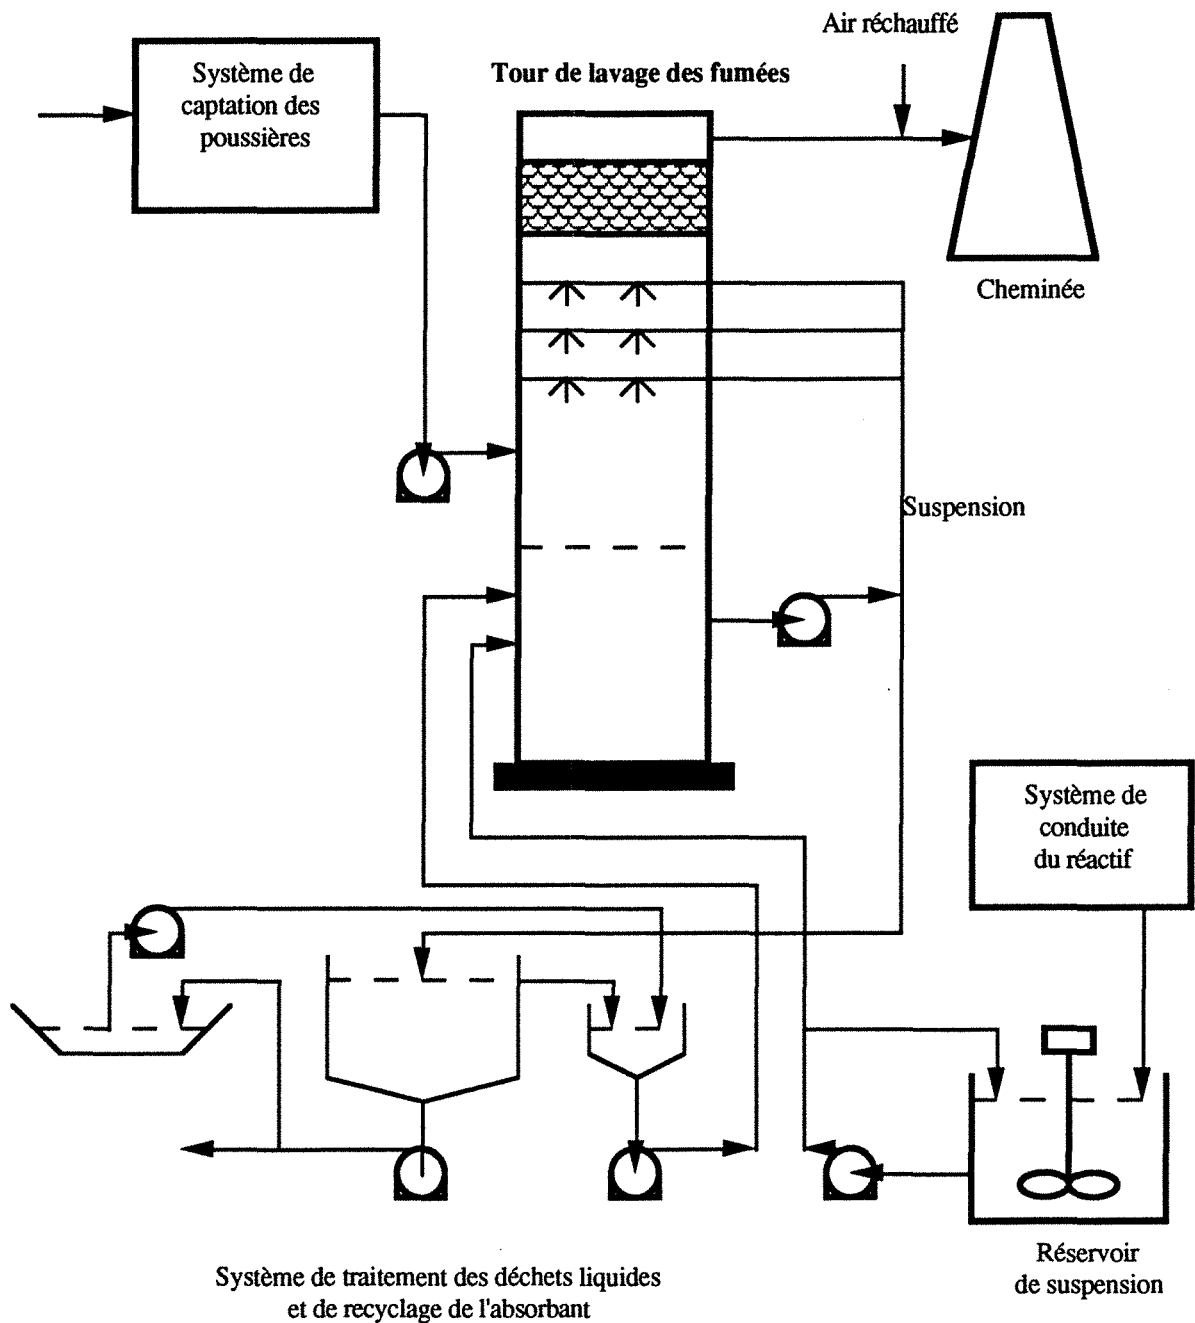 Air réchauffé
Système de
captation des
poussières
Tour de lavage des fumées
Cheminée
Suspension
Système de
conduite
du réactif
Réservoir
de suspension
Système de traitement des déchets liquides
et de recyclage de l'absorbant